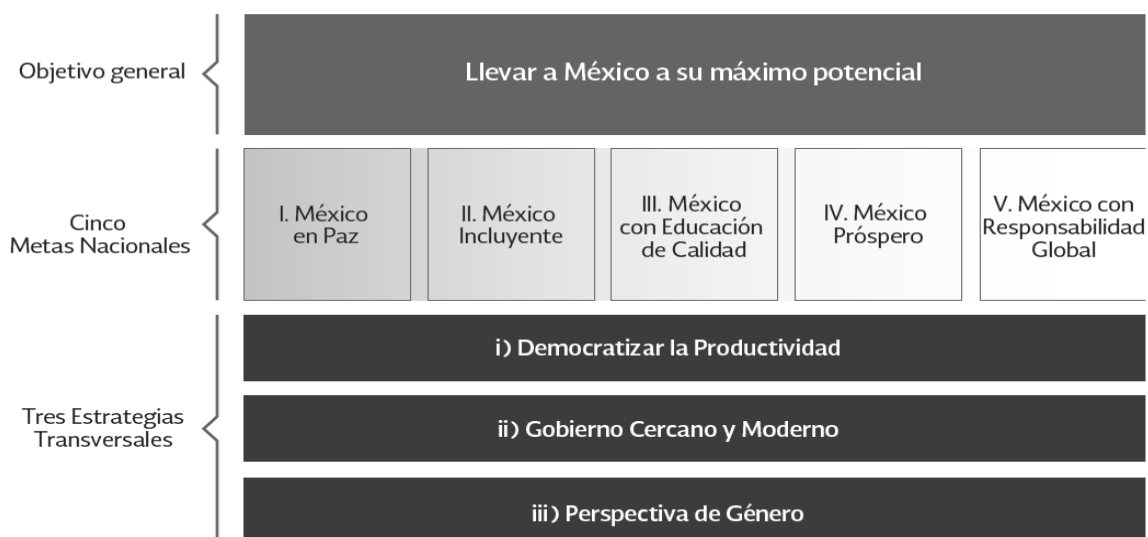 Objetivo general
Llevar a México a su máximo potencial
Cinco
Metas Nacionales
I. México
en Paz
II. México
Incluyente
III. México
con Educación
de Calidad
IV. México
Próspero
V. México con
Responsabilidad
Global
Tres Estrategias
Transversales
i) Democratizar la Productividad
ii) Gobierno Cercano y Moderno
iii) Perspectiva de Género